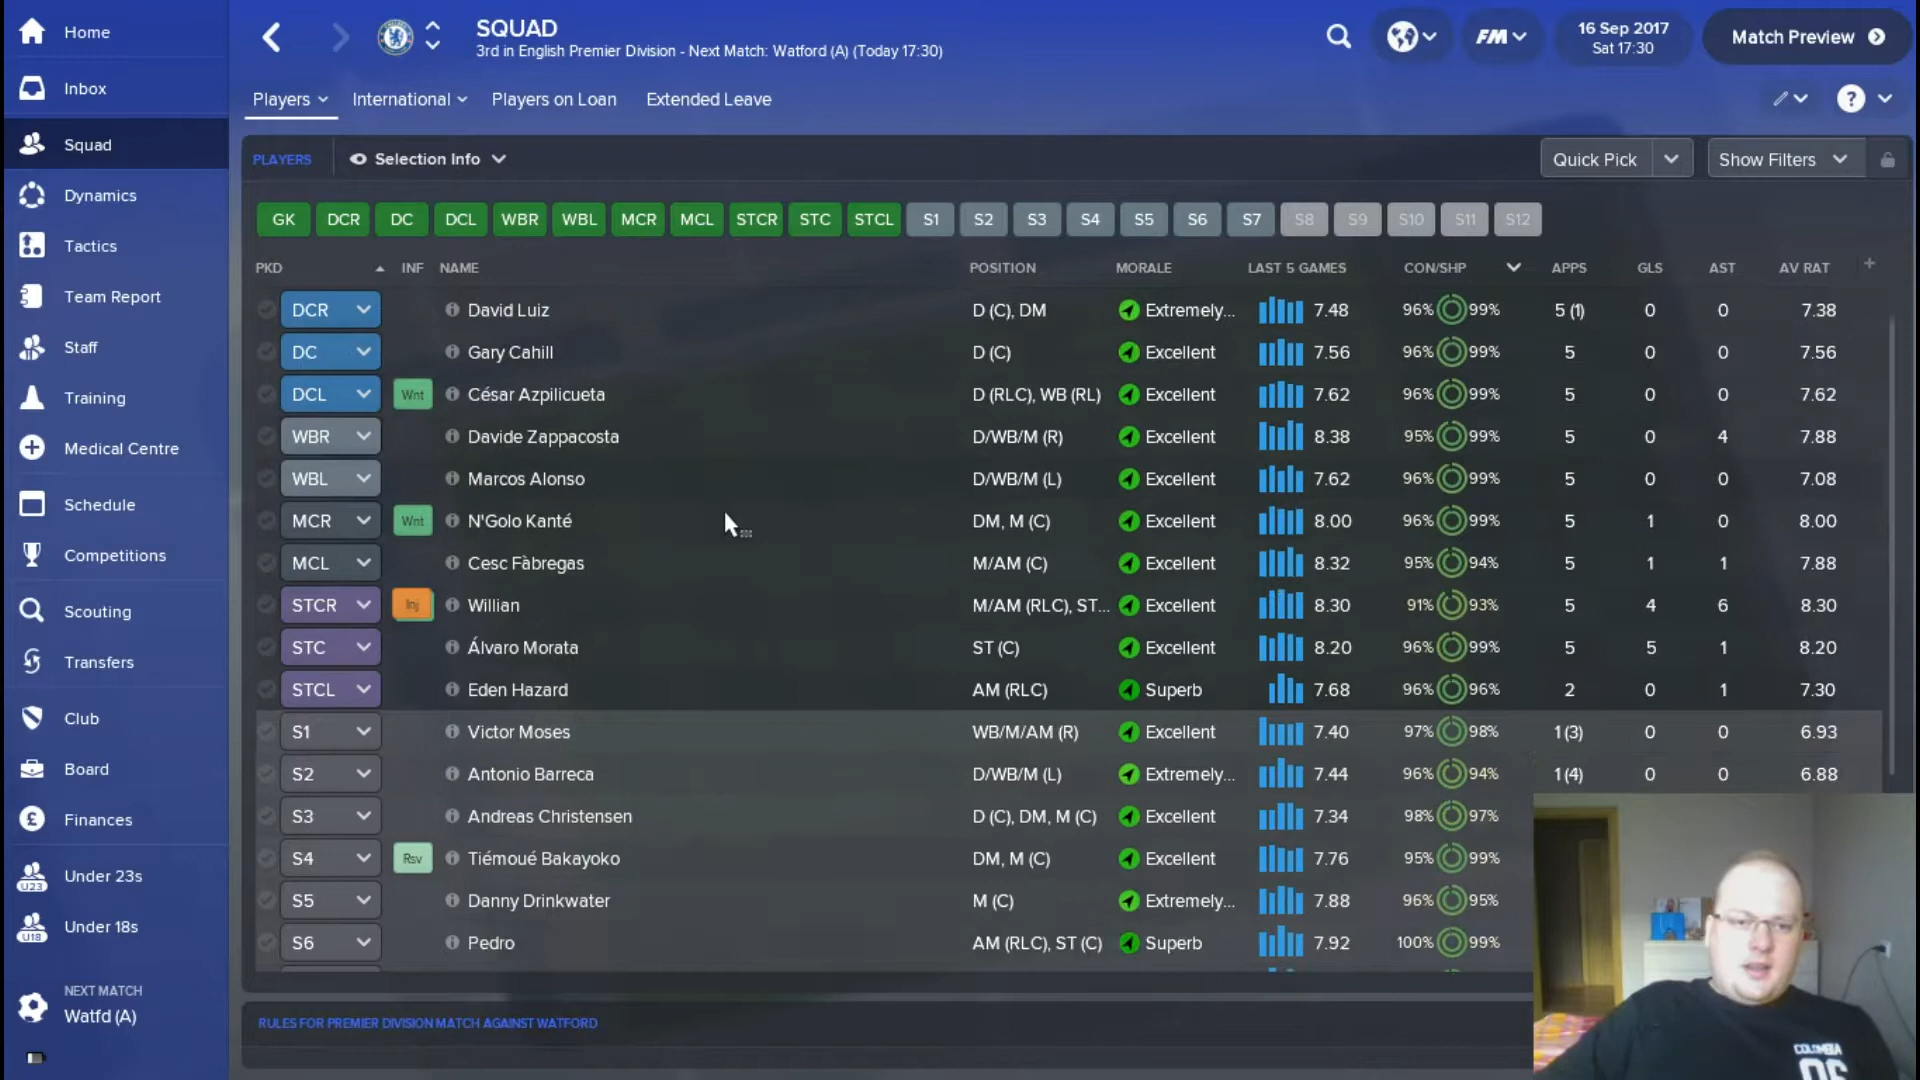 Home
Inbox
Squad
Dynamics
Tactics
Team Report
Staff
Training
Medical Centre
Schedule
Competitions
Scouting
Transfers
Club
Board
Finances
U23 Under 23s
U18 Under 18s
NEXT MATCH
Watfd (A)
SQUAD
3rd in English Premier Division - Next Match: Watford (A) (Today 17:30)
FM
16 Sep 2017
Sat 17:30
Match Preview
Players International Players on Loan Extended Leave
?
PLAYERS Selection Info Quick Pick Show Filters
GK DCR DC DCL WBR WBL MCR MCL STCR STC STCL S1 S2 S3 S4 S5 S6 S7 S8 S9 S10 S11 S12
PKD INF NAME POSITION MORALE LAST 5 GAMES CON/SHP APPS GLS AST AV RAT +
DCR David Luiz D (C), DM Extremely... 7.48 96% 99% 5 (1) 0 0 7.38
DC Gary Cahill D (C) Excellent 7.56 96% 99% 5 0 0 7.56
DCL Wnt César Azpilicueta D (RLC), WB (RL) Excellent 7.62 96% 99% 5 0 0 7.62
WBR Davide Zappacosta D/WB/M (R) Excellent 8.38 95% 99% 5 0 4 7.88
WBL Marcos Alonso D/WB/M (L) Excellent 7.62 96% 99% 5 0 0 7.08
MCR Wnt N'Golo Kanté DM, M (C) Excellent 8.00 96% 99% 5 1 0 8.00
MCL Cesc Fàbregas M/AM (C) Excellent 8.32 95% 94% 5 1 1 7.88
STCR Inj Willian M/AM (RLC), ST... Excellent 8.30 91% 93% 5 4 6 8.30
STC Álvaro Morata ST (C) Excellent 8.20 96% 99% 5 5 1 8.20
STCL Eden Hazard AM (RLC) Superb 7.68 96% 96% 2 0 1 7.30
S1 Victor Moses WB/M/AM (R) Excellent 7.40 97% 98% 1 (3) 0 0 6.93
S2 Antonio Barreca D/WB/M (L) Extremely... 7.44 96% 94% 1 (4) 0 0 6.88
S3 Andreas Christensen D (C), DM, M (C) Excellent 7.34 98% 97%
S4 Rsv Tiémoué Bakayoko DM, M (C) Excellent 7.76 95% 99%
S5 Danny Drinkwater M (C) Extremely... 7.88 96% 95%
S6 Pedro AM (RLC), ST (C) Superb 7.92 100% 99%
RULES FOR PREMIER DIVISION MATCH AGAINST WATFORD
COLOMBIA
06